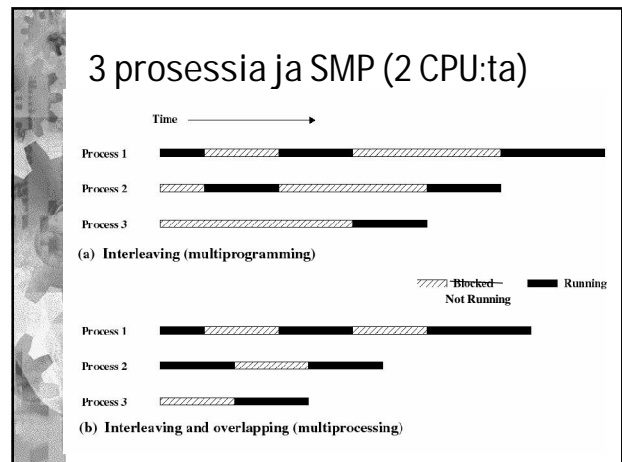 3 prosessia ja SMP (2 CPU:ta)
Time
Process 1
Process 2
Process 3
(a) Interleaving (multiprogramming)
Blocked Running
Not Running
Process 1
Process 2
Process 3
(b) Interleaving and overlapping (multiprocessing)